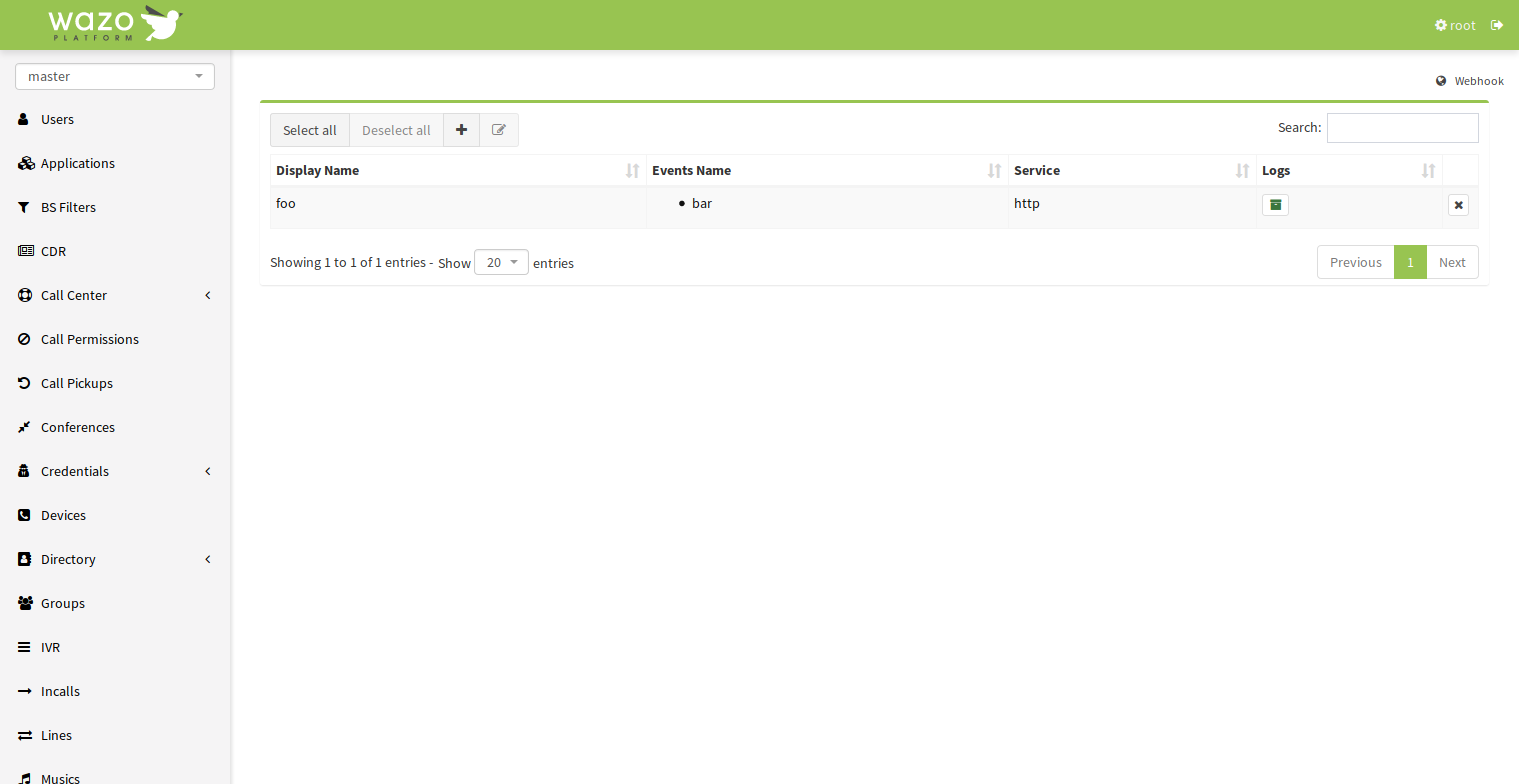 wazo
PLATFORM
root
master
Webhook
Users
Applications
BS Filters
CDR
Call Center
Call Permissions
Call Pickups
Conferences
Credentials
Devices
Directory
Groups
IVR
Incalls
Lines
Musics
Select all Deselect all
Search:
Display Name Events Name Service Logs
foo bar http
Showing 1 to 1 of 1 entries - Show 20 entries
Previous 1 Next